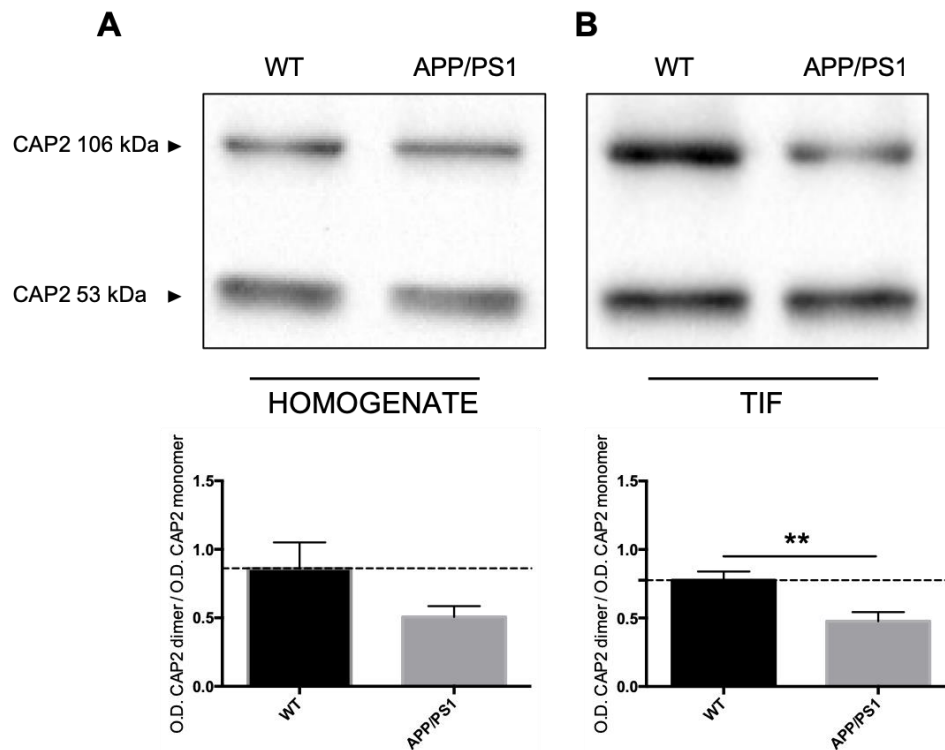 A
B
WT APP/PS1
WT APP/PS1
CAP2 106 kDa ►
CAP2 53 kDa ►
HOMOGENATE
TIF
O.D. CAP2 dimer / O.D. CAP2 monomer
1.5
1.0
0.5
0.0
WT
APP/PS1
O.D. CAP2 dimer / O.D. CAP2 monomer
1.5
1.0
0.5
0.0
**
WT
APP/PS1